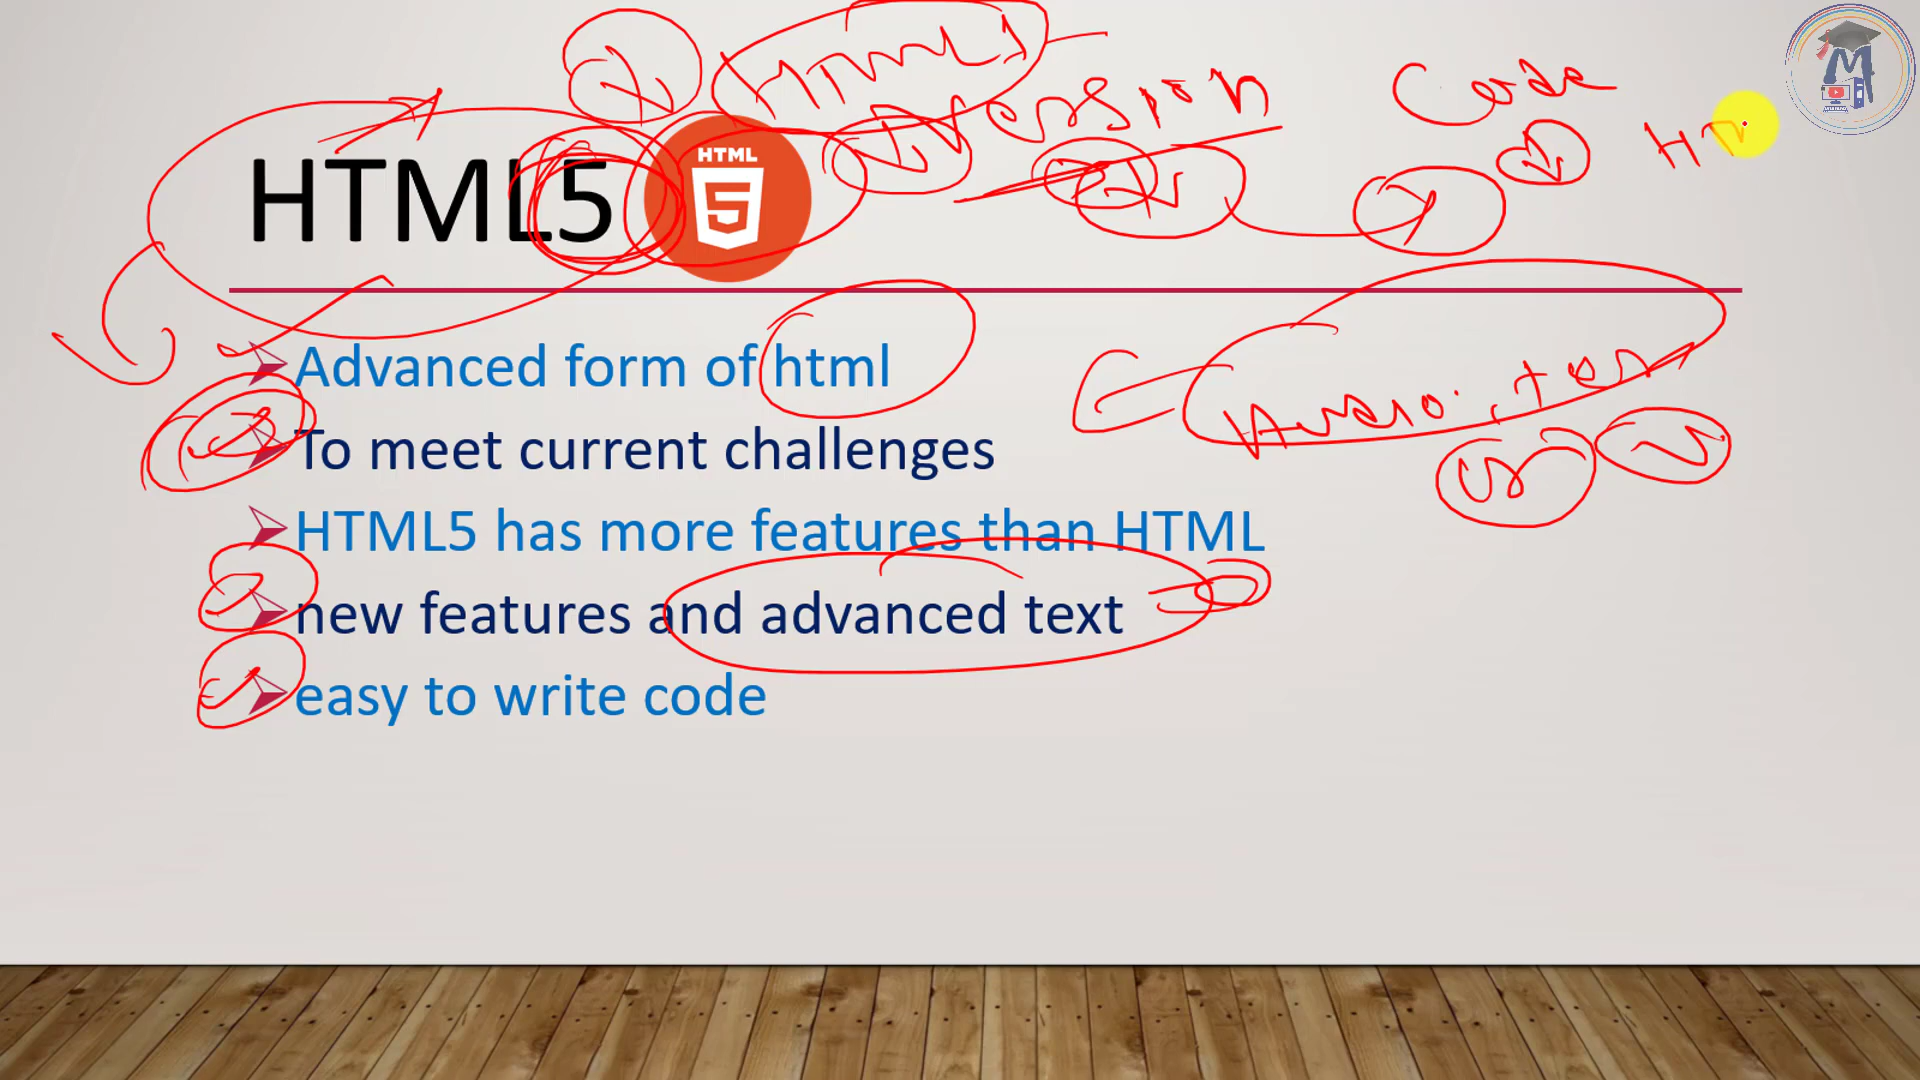 Html
version
Code
HTML5
HTML
5
Advanced form of html
To meet current challenges
HTML5 has more features than HTML
new features and advanced text
easy to write code